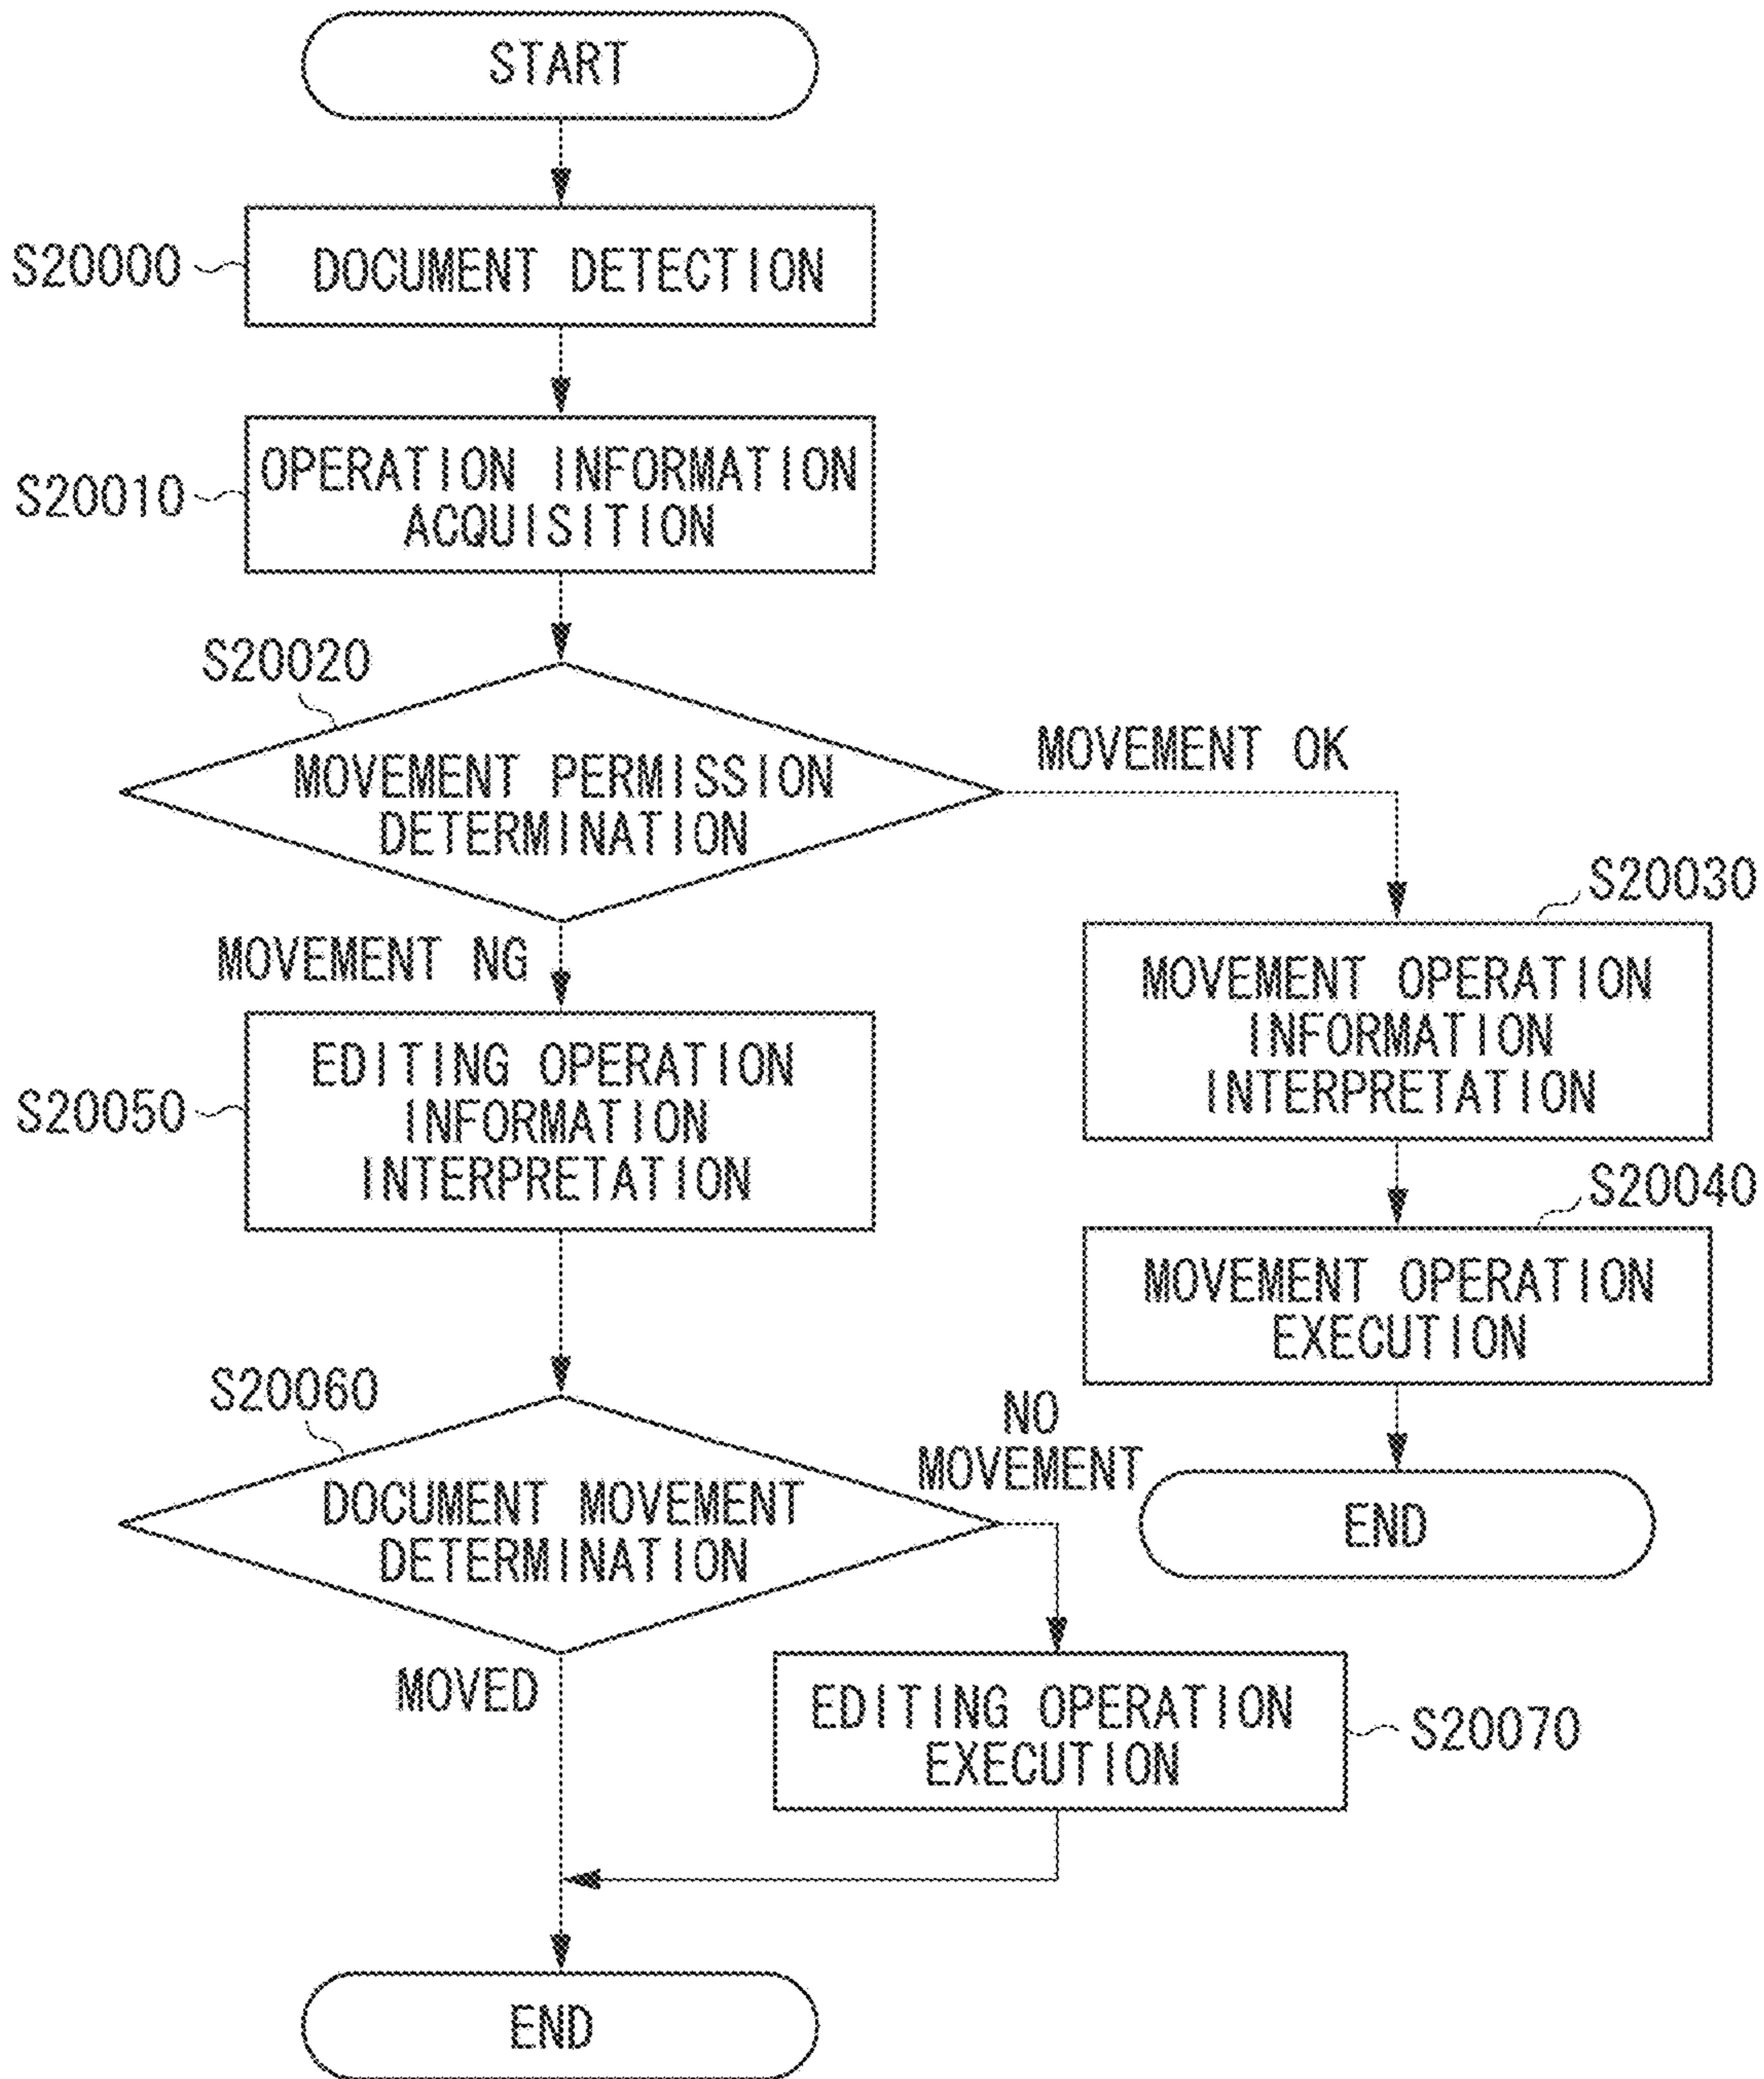 START
S20000
DOCUMENT DETECTION
S20010
OPERATION INFORMATION
ACQUISITION
S20020
MOVEMENT PERMISSION
DETERMINATION
MOVEMENT OK
MOVEMENT NG
S20030
MOVEMENT OPERATION
INFORMATION
INTERPRETATION
S20050
EDITING OPERATION
INFORMATION
INTERPRETATION
S20040
MOVEMENT OPERATION
EXECUTION
END
S20060
DOCUMENT MOVEMENT
DETERMINATION
NO
MOVEMENT
MOVED
EDITING OPERATION
EXECUTION
S20070
END